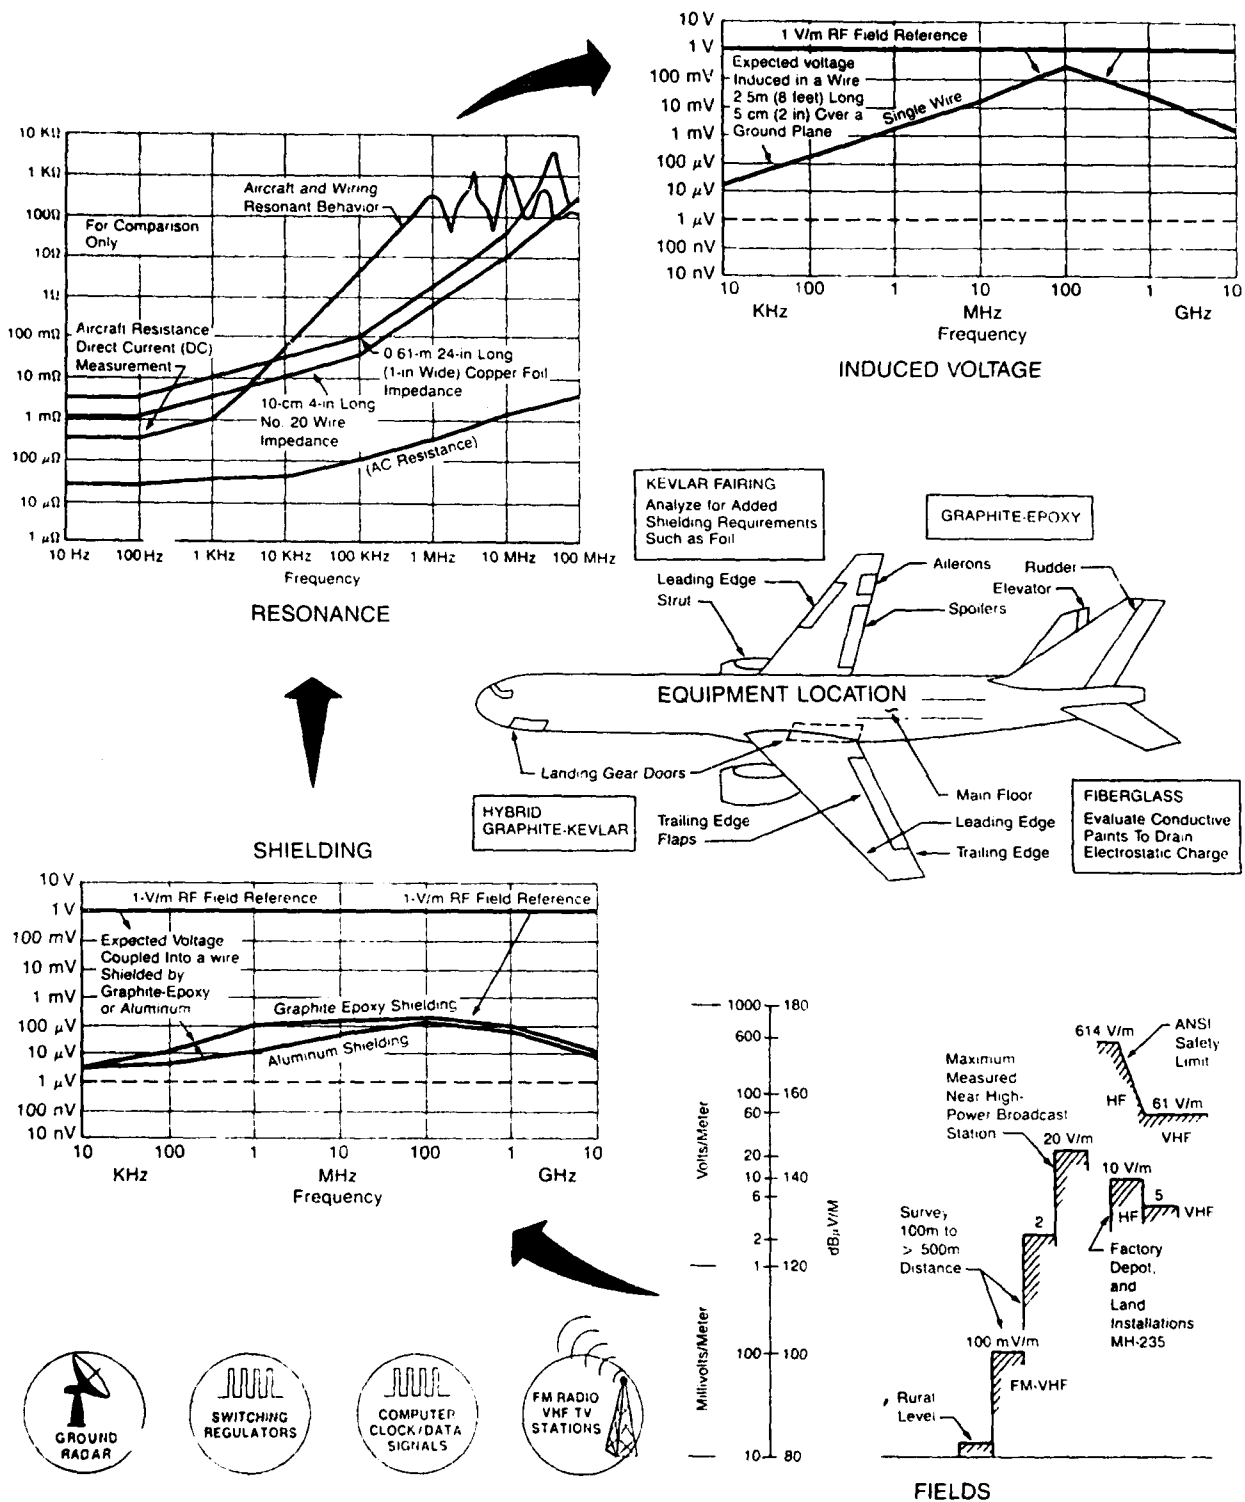 10 V
1 V
100 mV
10 mV
1 mV
100 µV
10 µV
1 µV
100 nV
10 nV
1 V/m RF Field Reference
Expected voltage
Induced in a Wire
2 5m (8 feet) Long
5 cm (2 in) Over a
Ground Plane
Single Wire
10 100 1 10 100 1 10
KHz MHz GHz
Frequency
INDUCED VOLTAGE
10 KΩ
1 KΩ
100Ω
10Ω
1Ω
100 mΩ
10 mΩ
1 mΩ
100 µΩ
10 µΩ
1 µΩ
Aircraft and Wiring
Resonant Behavior
For Comparison
Only
Aircraft Resistance
Direct Current (DC)
Measurement
0 61-m 24-in Long
(1-in Wide) Copper Foil
Impedance
10-cm 4-in Long
No. 20 Wire
Impedance
(AC Resistance)
10 Hz 100 Hz 1 KHz 10 KHz 100 KHz 1 MHz 10 MHz 100 MHz
Frequency
RESONANCE
KEVLAR FAIRING
Analyze for Added
Shielding Requirements
Such as Foil
GRAPHITE-EPOXY
Leading Edge
Strut
Ailerons
Spoilers
Rudder
Elevator
EQUIPMENT LOCATION
Landing Gear Doors
HYBRID
GRAPHITE-KEVLAR
Trailing Edge
Flaps
Main Floor
Leading Edge
Trailing Edge
FIBERGLASS
Evaluate Conductive
Paints To Drain
Electrostatic Charge
SHIELDING
10 V
1 V
100 mV
10 mV
1 mV
100 µV
10 µV
1 µV
100 nV
10 nV
1-V/m RF Field Reference
1-V/m RF Field Reference
Expected Voltage
Coupled Into a wire
Shielded by
Graphite-Epoxy
or Aluminum
Graphite Epoxy Shielding
Aluminum Shielding
10 100 1 10 100 1 10
KHz MHz GHz
Frequency
1000 180
600
100 160
60
20
10 140
6
2
1 120
100 100
10 80
Volts/Meter
Millivolts/Meter
dBµV/M
614 V/m
ANSI
Safety
Limit
HF
61 V/m
VHF
Maximum
Measured
Near High-
Power Broadcast
Station
20 V/m
10 V/m
HF
5
VHF
Survey
100m to
> 500m
Distance
2
Factory
Depot,
and
Land
Installations
MH-235
100 mV/m
FM-VHF
Rural
Level
FIELDS
GROUND
RADAR
SWITCHING
REGULATORS
COMPUTER
CLOCK/DATA
SIGNALS
FM RADIO
VHF TV
STATIONS